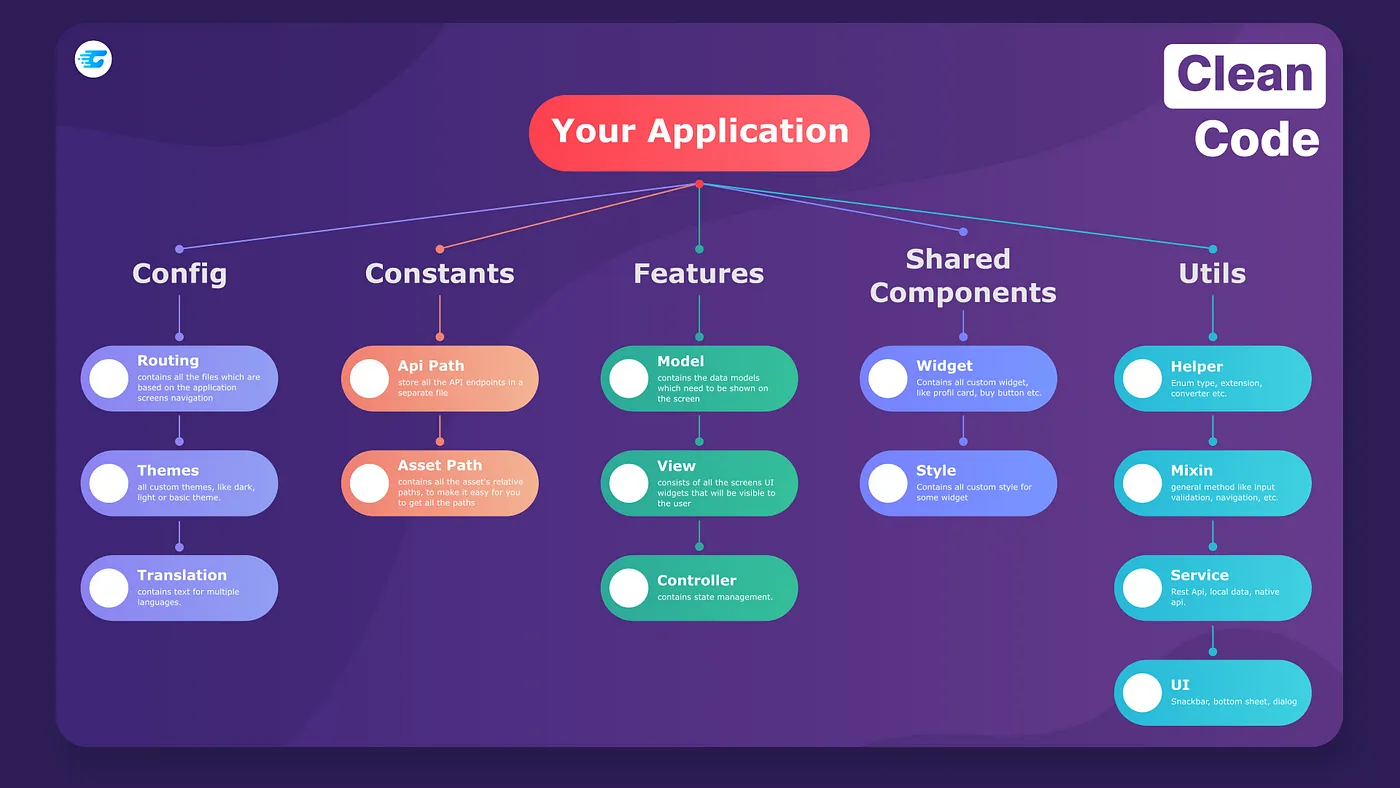 Clean
Code
Your Application
Config
Routing
contains all the files which are
based on the application
screens navigation
Themes
all custom themes, like dark,
light or basic theme.
Translation
contains text for multiple
languages.
Constants
Api Path
store all the API endpoints in a
separate file
Asset Path
contains all the asset's relative
paths, to make it easy for you
to get all the paths
Features
Model
contains the data models
which need to be shown on
the screen
View
consists of all the screens UI
widgets that will be visible to
the user
Controller
contains state management.
Shared
Components
Widget
Contains all custom widget,
like profil card, buy button etc.
Style
Contains all custom style for
some widget
Utils
Helper
Enum type, extension,
converter etc.
Mixin
general method like input
validation, navigation, etc.
Service
Rest Api, local data, native
api.
UI
Snackbar, bottom sheet, dialog